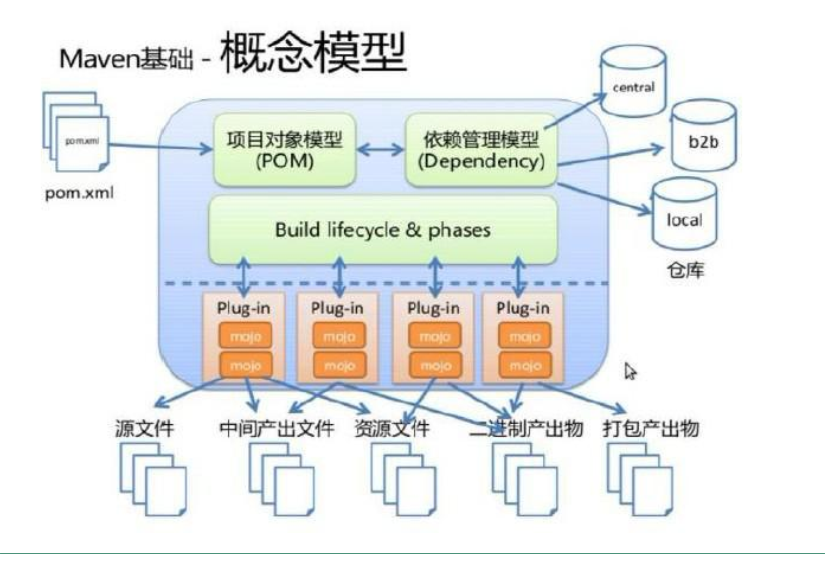 Maven基础 - 概念模型
central
pom.xml
项目对象模型
(POM)
依赖管理模型
(Dependency)
b2b
pom.xml
local
Build lifecycle & phases
仓库
Plug-in
Plug-in
Plug-in
Plug-in
mojo
mojo
mojo
mojo
mojo
mojo
mojo
mojo
源文件
中间产出文件
资源文件
二进制产出物
打包产出物